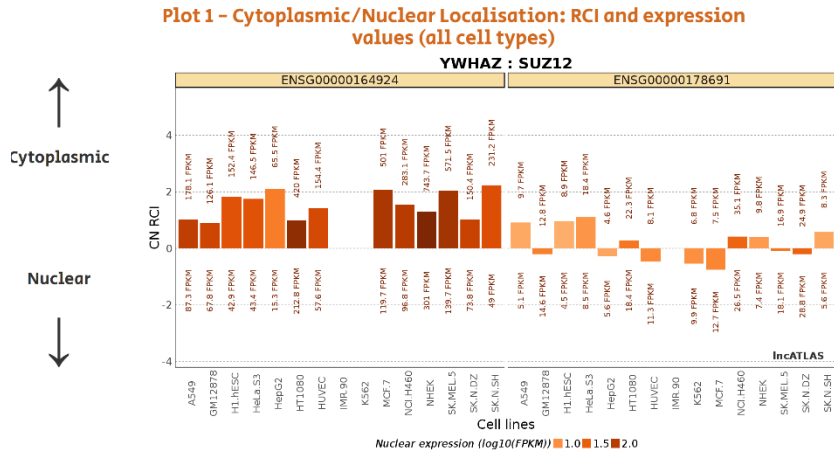 Plot 1 – Cytoplasmic/Nuclear Localisation: RCI and expression
values (all cell types)
YWHAZ : SUZ12
ENSG00000164924
ENSG00000178691
Cytoplasmic
Nuclear
CN RCI
4
2
0
-2
-4
178.1 FPKM
126.1 FPKM
152.4 FPKM
146.5 FPKM
65.5 FPKM
420 FPKM
154.4 FPKM
501 FPKM
283.1 FPKM
743.7 FPKM
571.5 FPKM
150.4 FPKM
231.2 FPKM
9.7 FPKM
12.8 FPKM
8.9 FPKM
18.4 FPKM
4.6 FPKM
22.3 FPKM
8.1 FPKM
6.8 FPKM
7.5 FPKM
35.1 FPKM
9.8 FPKM
16.9 FPKM
24.9 FPKM
8.3 FPKM
87.3 FPKM
67.8 FPKM
42.9 FPKM
43.4 FPKM
15.3 FPKM
212.8 FPKM
57.6 FPKM
119.7 FPKM
96.8 FPKM
301 FPKM
139.7 FPKM
73.8 FPKM
49 FPKM
5.1 FPKM
14.6 FPKM
4.5 FPKM
8.5 FPKM
5.6 FPKM
18.4 FPKM
11.3 FPKM
9.9 FPKM
12.7 FPKM
26.5 FPKM
7.4 FPKM
18.1 FPKM
28.8 FPKM
5.6 FPKM
lncATLAS
A549
GM12878
H1.hESC
HeLa.S3
HepG2
HT1080
HUVEC
IMR.90
K562
MCF.7
NCI.H460
NHEK
SK.MEL.5
SK.N.DZ
SK.N.SH
A549
GM12878
H1.hESC
HeLa.S3
HepG2
HT1080
HUVEC
IMR.90
K562
MCF.7
NCI.H460
NHEK
SK.MEL.5
SK.N.DZ
SK.N.SH
Cell lines
Nuclear expression (log10(FPKM)) 1.0 1.5 2.0